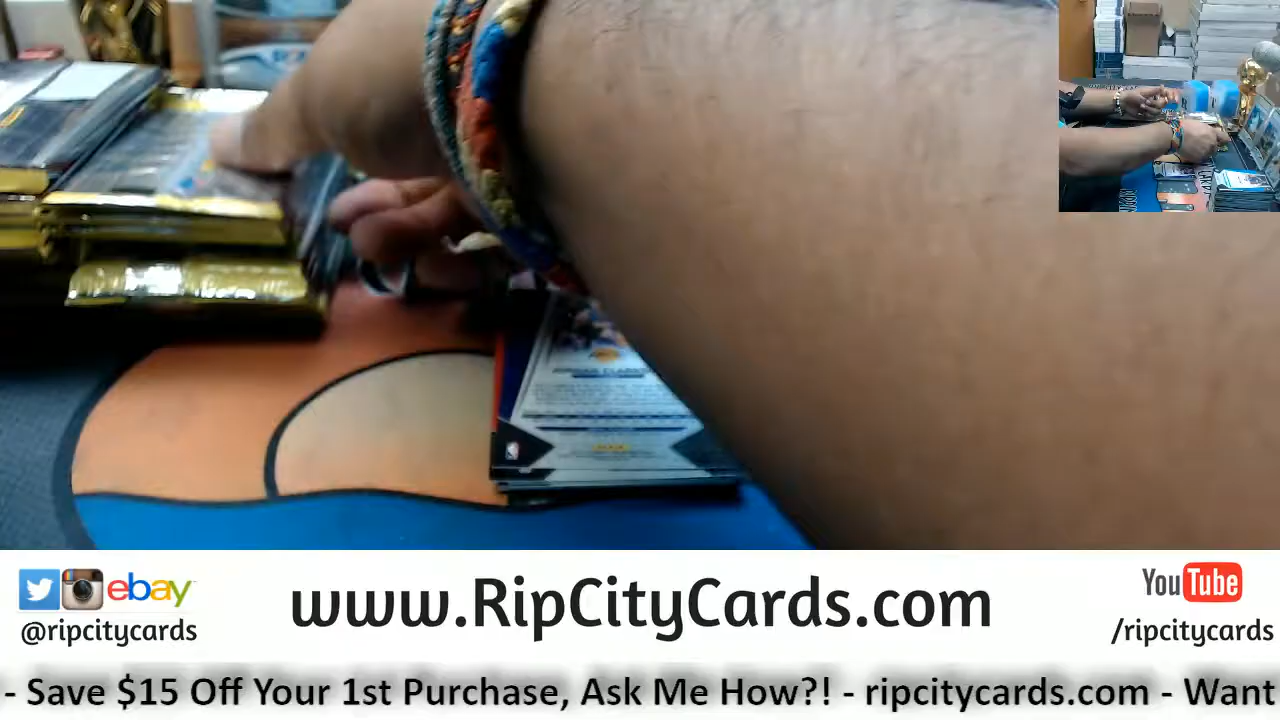 ebay
@ripcitycards
www.RipCityCards.com
YouTube
/ripcitycards
- Save $15 Off Your 1st Purchase, Ask Me How?! - ripcitycards.com - Want